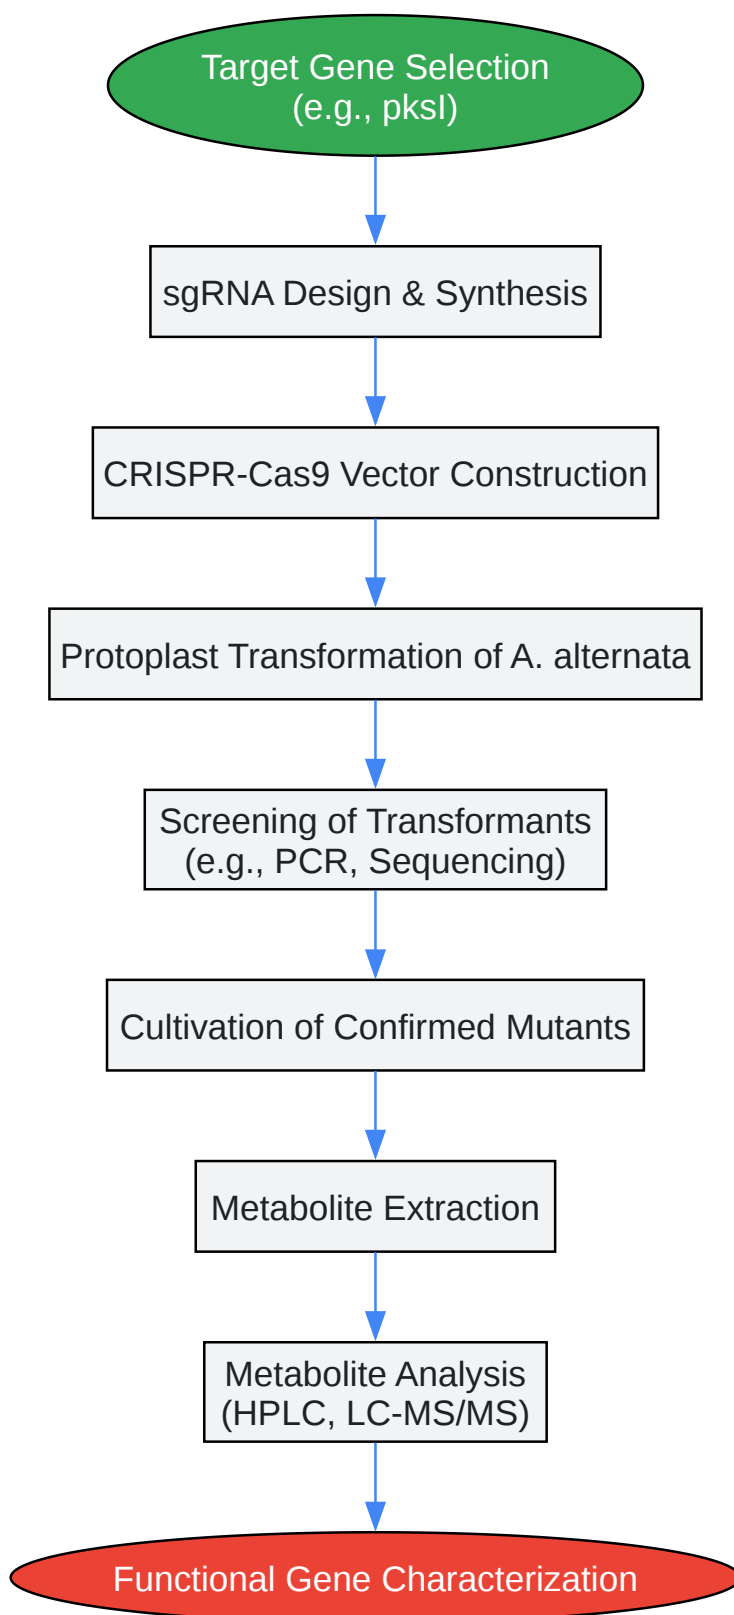 Target Gene Selection
(e.g., pksI)
sgRNA Design & Synthesis
CRISPR-Cas9 Vector Construction
Protoplast Transformation of A. alternata
Screening of Transformants
(e.g., PCR, Sequencing)
Cultivation of Confirmed Mutants
Metabolite Extraction
Metabolite Analysis
(HPLC, LC-MS/MS)
Functional Gene Characterization